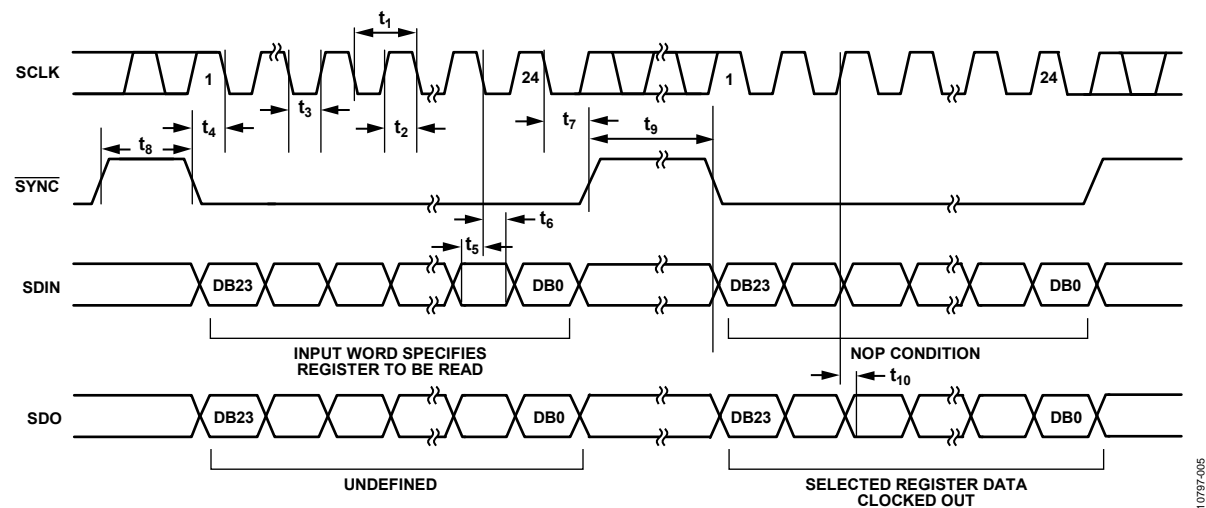 t1
SCLK
1
24
1
24
t3
t2
t4
t7
t9
t8
SYNC
t6
t5
SDIN
DB23
DB0
DB23
DB0
INPUT WORD SPECIFIES
REGISTER TO BE READ
NOP CONDITION
t10
SDO
DB23
DB0
DB23
DB0
UNDEFINED
SELECTED REGISTER DATA
CLOCKED OUT
10797-005